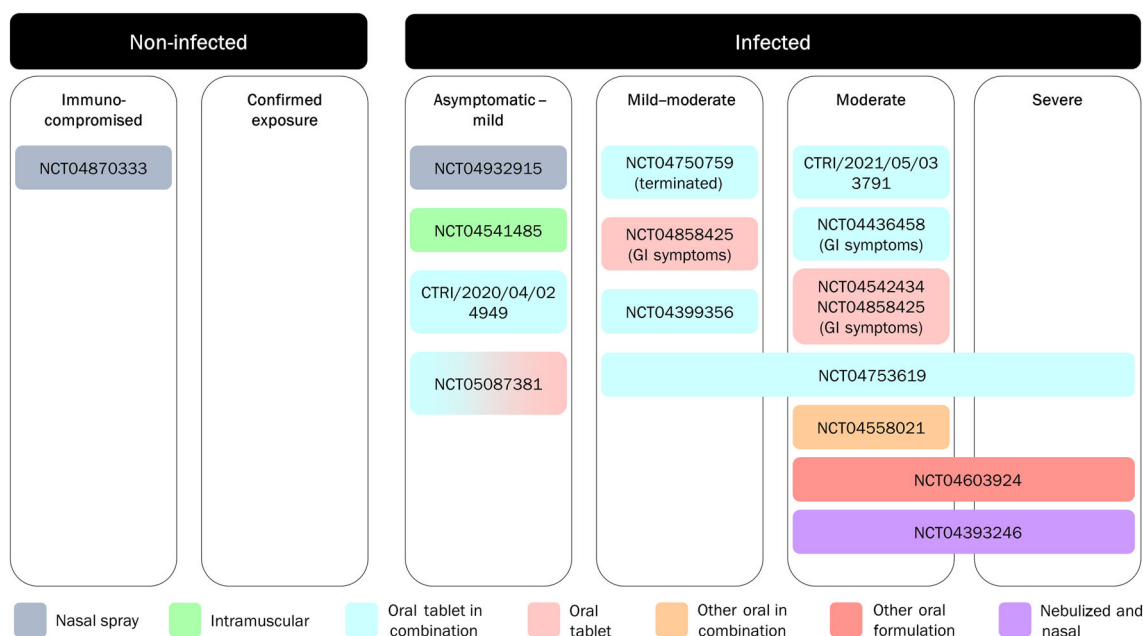 Non-infected
Infected
Immuno-
compromised
Confirmed
exposure
Asymptomatic –
mild
Mild–moderate
Moderate
Severe
NCT04870333
NCT04932915
NCT04541485
CTRI/2020/04/02
4949
NCT05087381
NCT04750759
(terminated)
NCT04858425
(GI symptoms)
NCT04399356
CTRI/2021/05/03
3791
NCT04436458
(GI symptoms)
NCT04542434
NCT04858425
(GI symptoms)
NCT04753619
NCT04558021
NCT04603924
NCT04393246
Nasal spray
Intramuscular
Oral tablet in
combination
Oral
tablet
Other oral in
combination
Other oral
formulation
Nebulized and
nasal